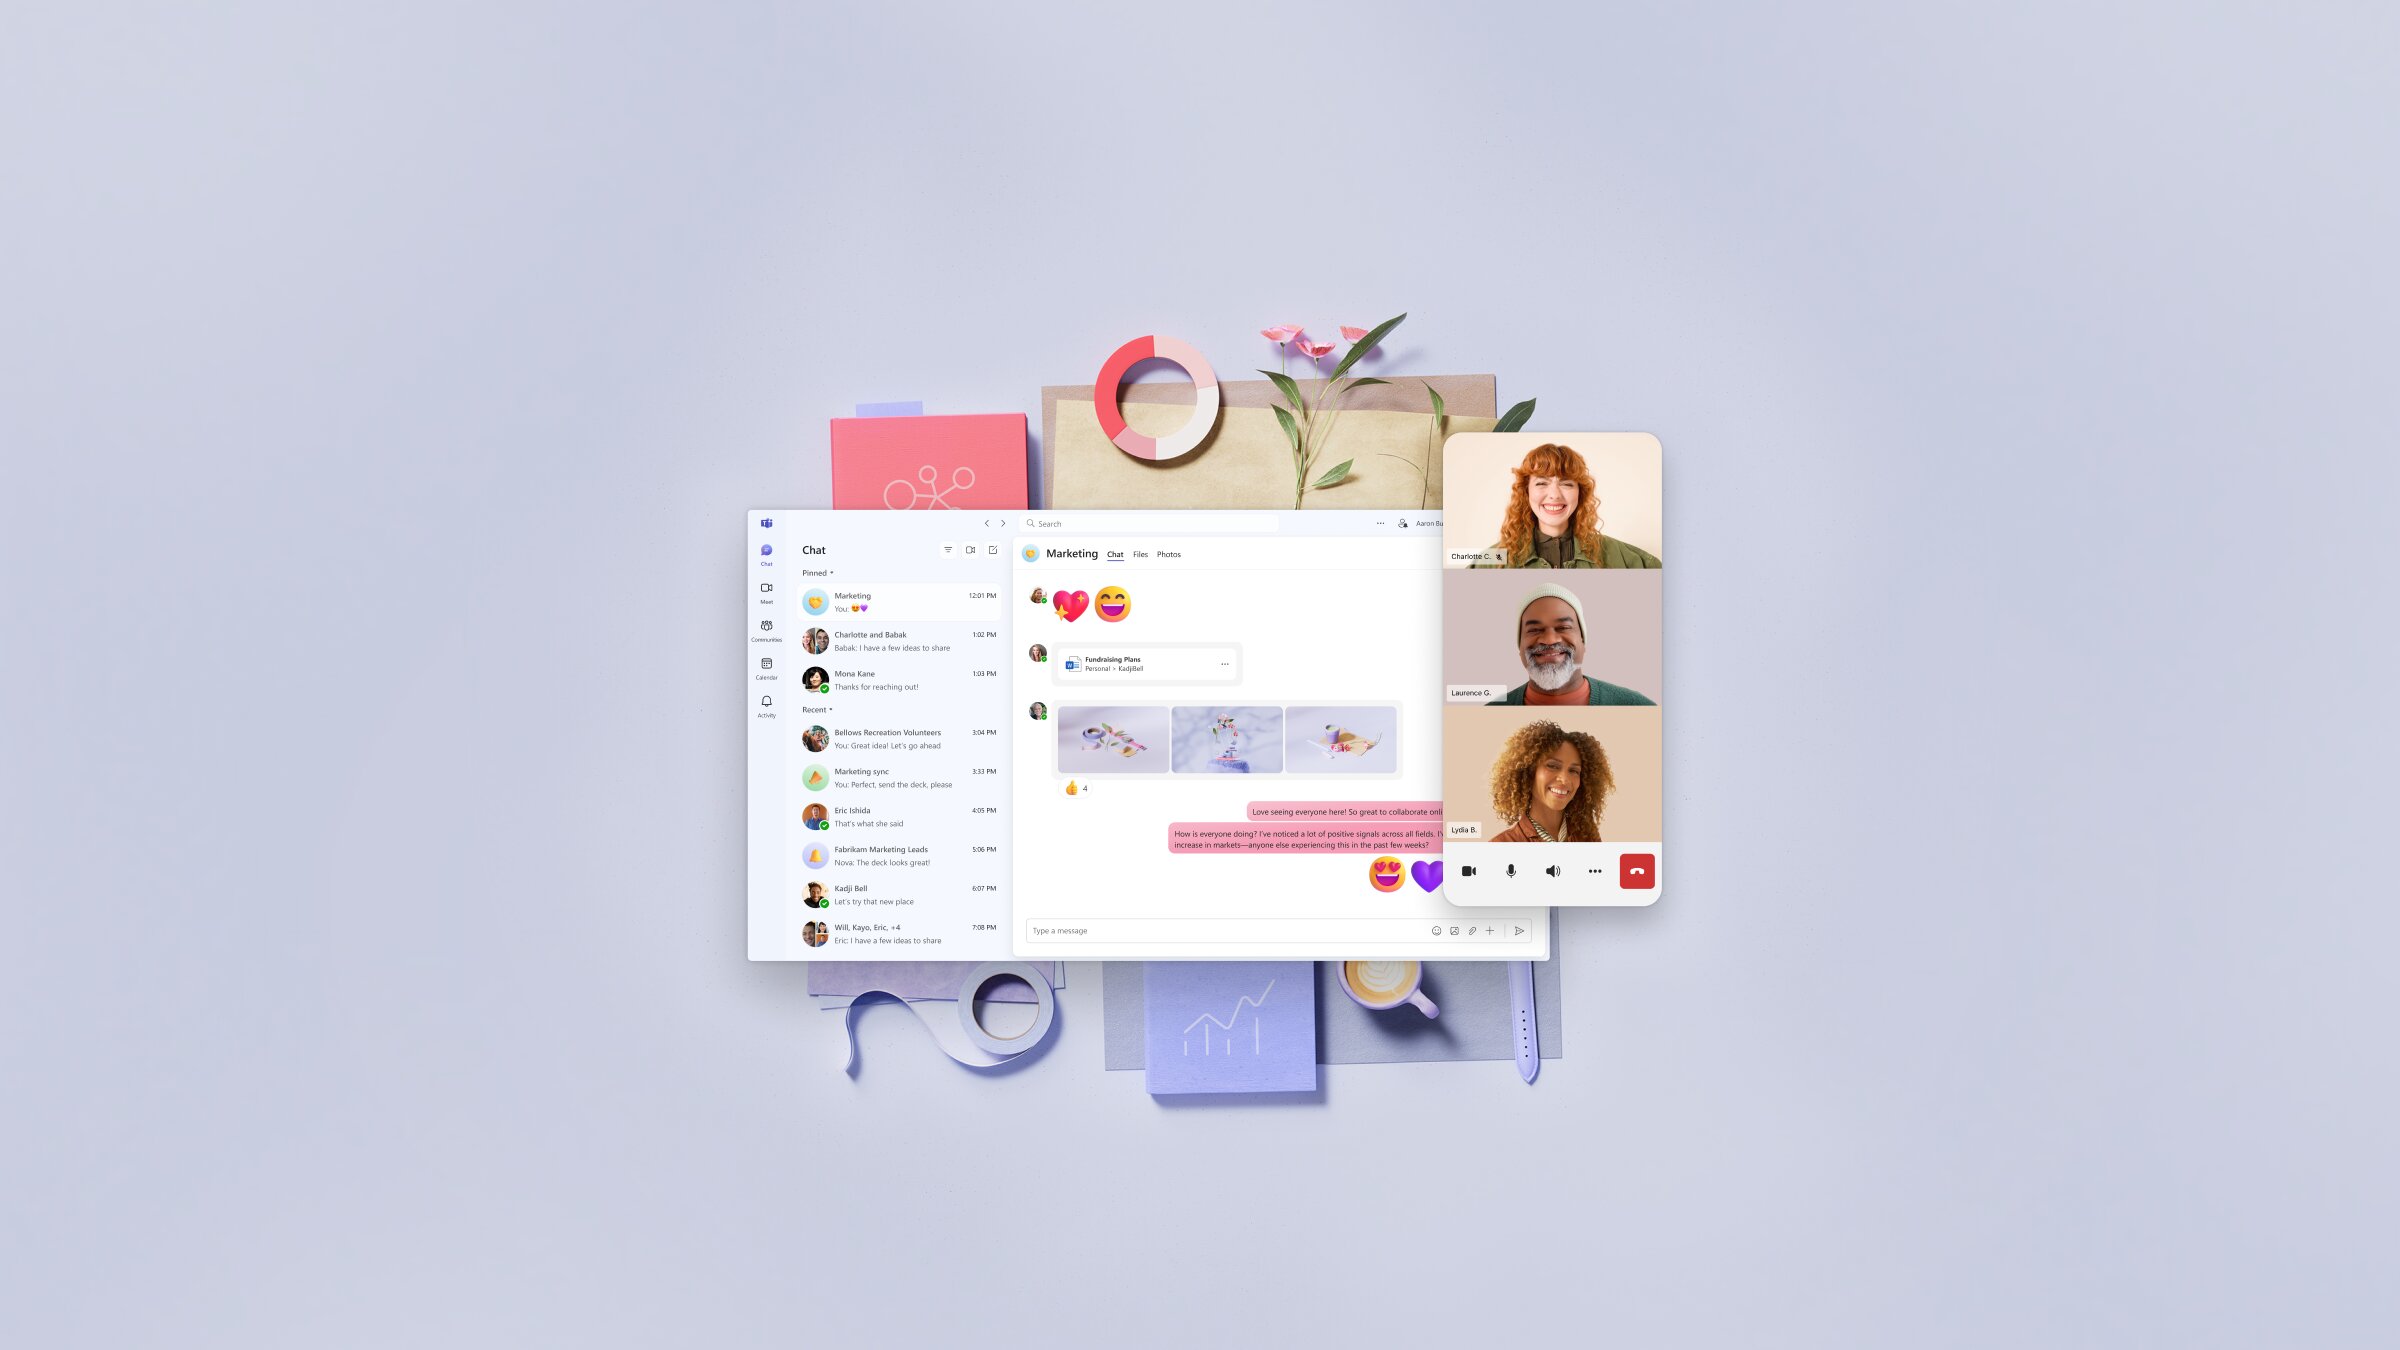 Search
Aaron Bu
Chat
Meet
Communities
Calendar
Activity
Chat
Pinned
Marketing 12:01 PM
You: 😍💜
Charlotte and Babak 1:02 PM
Babak: I have a few ideas to share
Mona Kane 1:03 PM
Thanks for reaching out!
Recent
Bellows Recreation Volunteers 3:04 PM
You: Great idea! Let's go ahead
Marketing sync 3:33 PM
You: Perfect, send the deck, please
Eric Ishida 4:05 PM
That's what she said
Fabrikam Marketing Leads 5:06 PM
Nova: The deck looks great!
Kadji Bell 6:07 PM
Let's try that new place
Will, Kayo, Eric, +4 7:08 PM
Eric: I have a few ideas to share
Marketing Chat Files Photos
Fundraising Plans
Personal > KadjiBell
👍 4
Love seeing everyone here! So great to collaborate onli
How is everyone doing? I've noticed a lot of positive signals across all fields. I'
increase in markets—anyone else experiencing this in the past few weeks?
Type a message
Charlotte C.
Laurence G.
Lydia B.